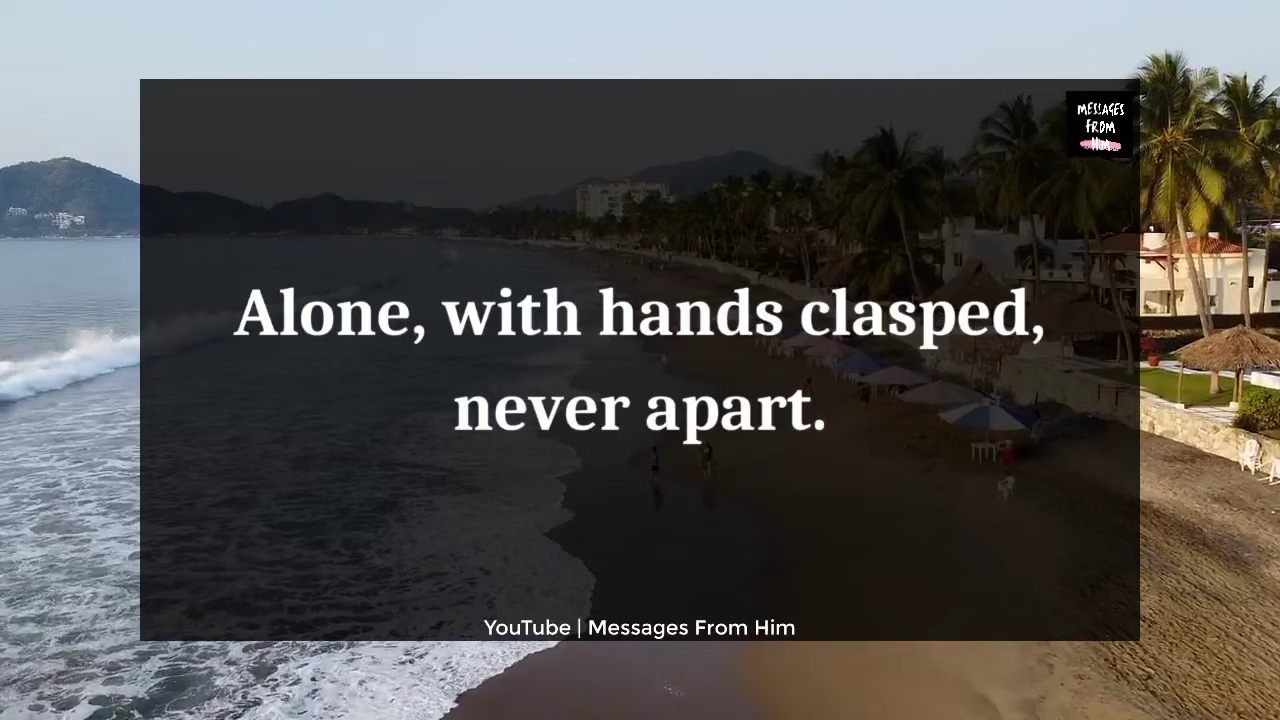 MESSAGES
FROM
HIM
Alone, with hands clasped,
never apart.
YouTube | Messages From Him